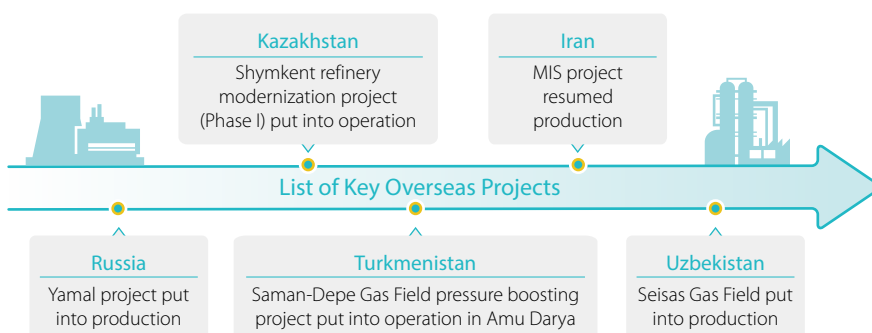 Kazakhstan
Shymkent refinery
modernization project
(Phase I) put into operation
Iran
MIS project
resumed
production
List of Key Overseas Projects
Russia
Yamal project put
into production
Turkmenistan
Saman-Depe Gas Field pressure boosting
project put into operation in Amu Darya
Uzbekistan
Seisas Gas Field put
into production